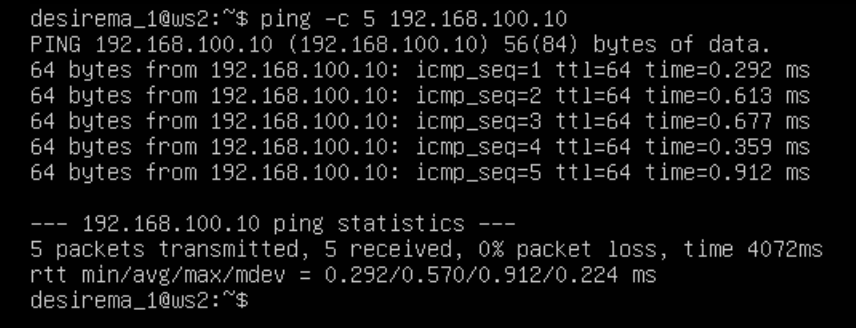 desirema_1@ws2:~$ ping -c 5 192.168.100.10
PING 192.168.100.10 (192.168.100.10) 56(84) bytes of data.
64 bytes from 192.168.100.10: icmp_seq=1 ttl=64 time=0.292 ms
64 bytes from 192.168.100.10: icmp_seq=2 ttl=64 time=0.613 ms
64 bytes from 192.168.100.10: icmp_seq=3 ttl=64 time=0.677 ms
64 bytes from 192.168.100.10: icmp_seq=4 ttl=64 time=0.359 ms
64 bytes from 192.168.100.10: icmp_seq=5 ttl=64 time=0.912 ms

--- 192.168.100.10 ping statistics ---
5 packets transmitted, 5 received, 0% packet loss, time 4072ms
rtt min/avg/max/mdev = 0.292/0.570/0.912/0.224 ms
desirema_1@ws2:~$